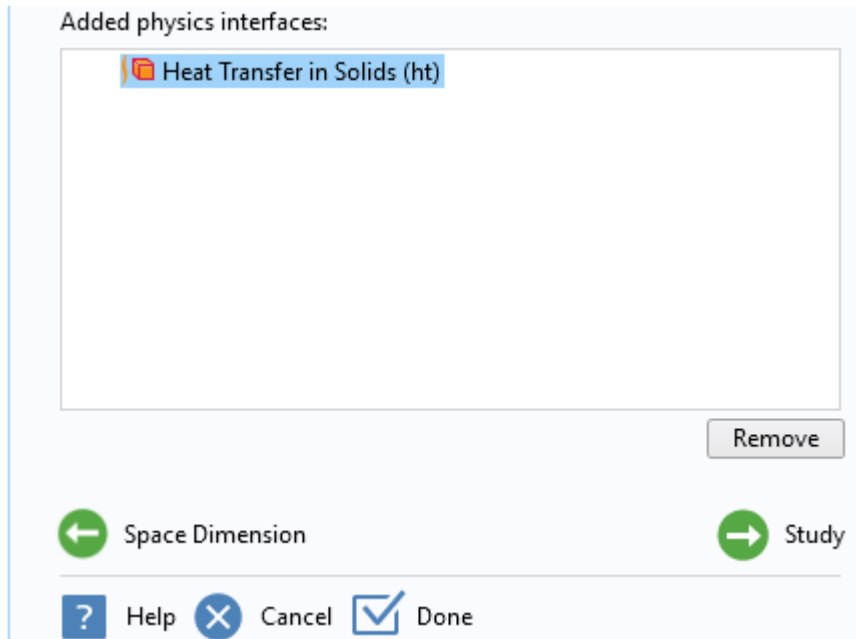 Added physics interfaces:
Heat Transfer in Solids (ht)
Remove
Space Dimension
Study
? Help Cancel Done